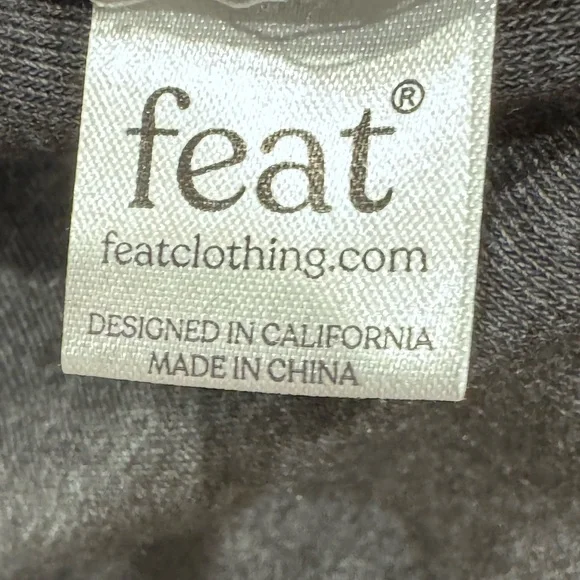 feat®
featclothing.com
DESIGNED IN CALIFORNIA
MADE IN CHINA